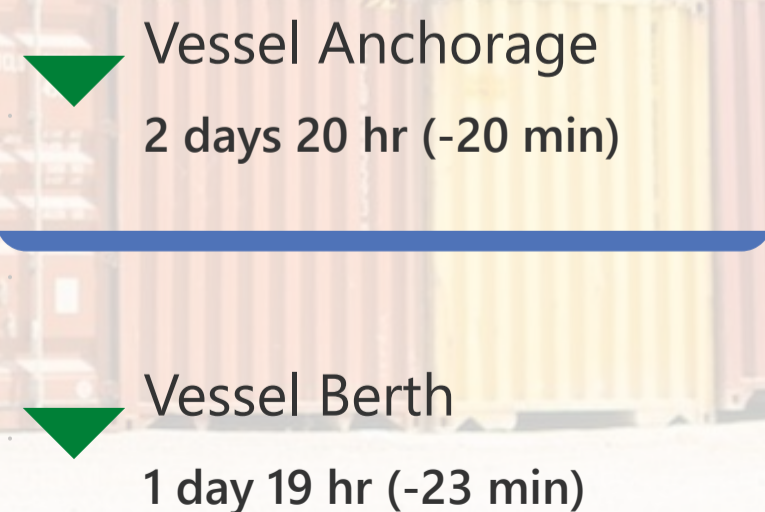 Vessel Anchorage
2 days 20 hr (-20 min)
Vessel Berth
1 day 19 hr (-23 min)